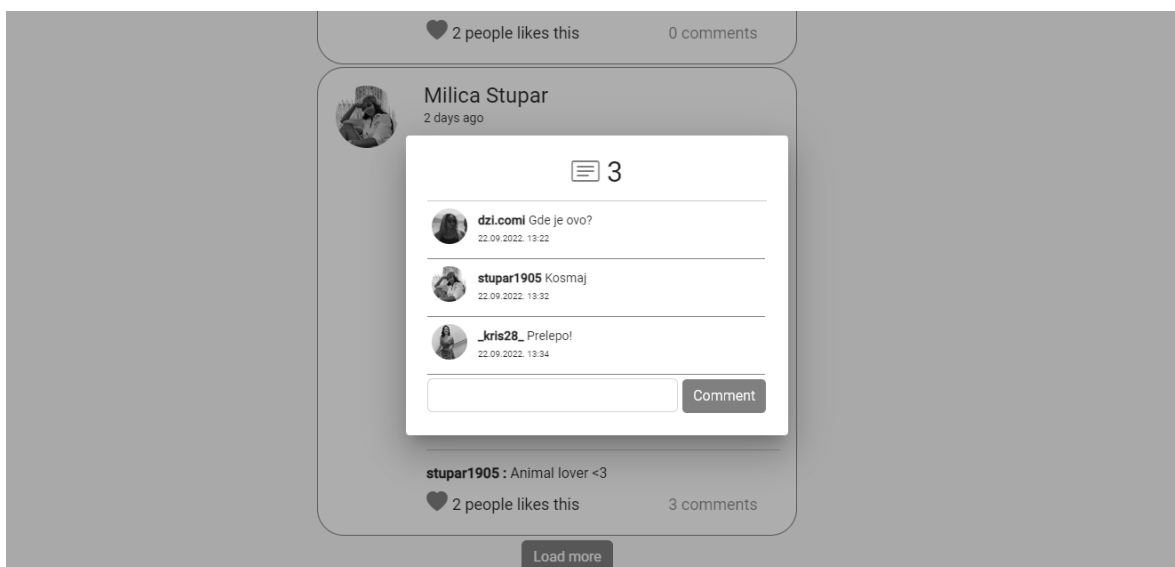 2 people likes this 0 comments
Milica Stupar
2 days ago
3
dzi.comi Gde je ovo?
22.09.2022. 13:22
stupar1905 Kosmaj
22.09.2022. 13:32
_kris28_ Prelepo!
22.09.2022. 13:34
Comment
stupar1905 : Animal lover <3
2 people likes this 3 comments
Load more